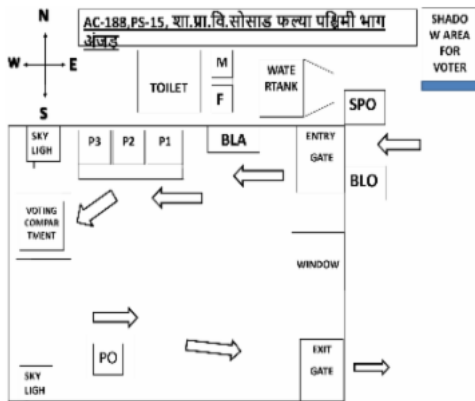 N
AC-188,PS-15, शा.प्रा.वि.सोसाड फल्या पश्चिमी भाग
अंजड़
SHADO
W AREA
FOR
VOTER
W E
S
TOILET
M
F
WATE
RTANK
SPO
SKY
LIGH
P3 P2 P1
BLA
ENTRY
GATE
BLO
VOTING
COMPAR
TMENT
WINDOW
PO
SKY
LIGH
EXIT
GATE